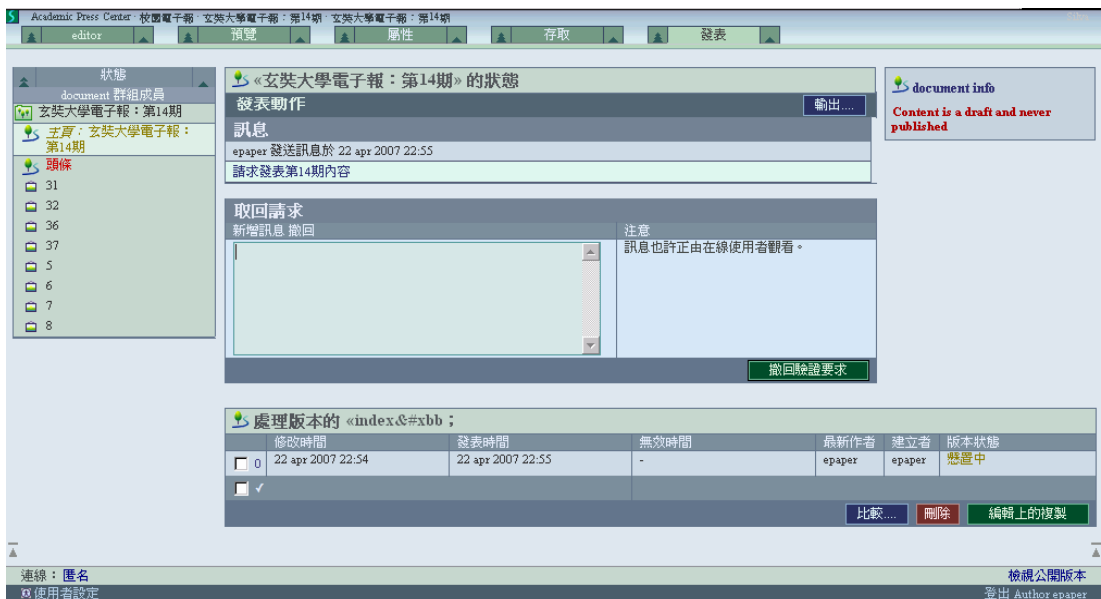 Academic Press Center · 校園電子報 · 玄奘大學電子報：第14期 · 玄奘大學電子報：第14期
editor 預覽 屬性 存取 發表
狀態
document 群組成員
玄奘大學電子報：第14期
主頁：玄奘大學電子報：
第14期
頭條
31
32
36
37
5
6
7
8
«玄奘大學電子報：第14期» 的狀態
發表動作 輸出....
訊息
epaper 發送訊息於 22 apr 2007 22:55
請求發表第14期內容
取回請求
新增訊息 撤回 注意
訊息也許正由在線使用者觀看。
撤回驗證要求
處理版本的 «index&#xbb；
修改時間 發表時間 無效時間 最新作者 建立者 版本狀態
0 22 apr 2007 22:54 22 apr 2007 22:55 - epaper epaper 懸置中
比較.... 刪除 編輯上的複製
document info
Content is a draft and never
published
連線：匿名 檢視公開版本
使用者設定 登出 Author epaper